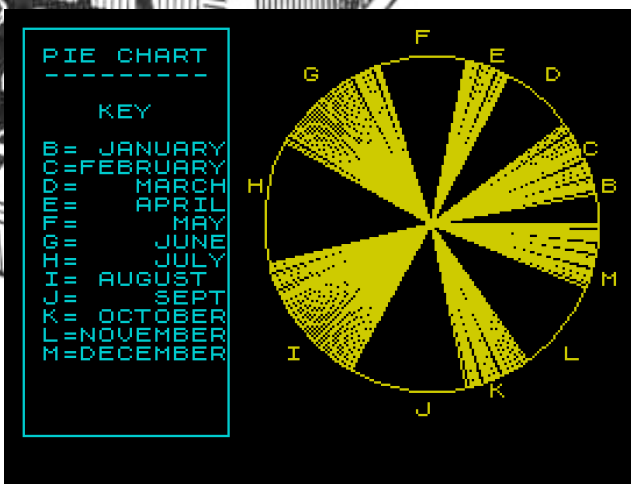 PIE CHART
---------
KEY
B= JANUARY
C=FEBRUARY
D= MARCH
E= APRIL
F= MAY
G= JUNE
H= JULY
I= AUGUST
J= SEPT
K= OCTOBER
L=NOVEMBER
M=DECEMBER
F
E
G
D
C
H
B
M
I
L
K
J